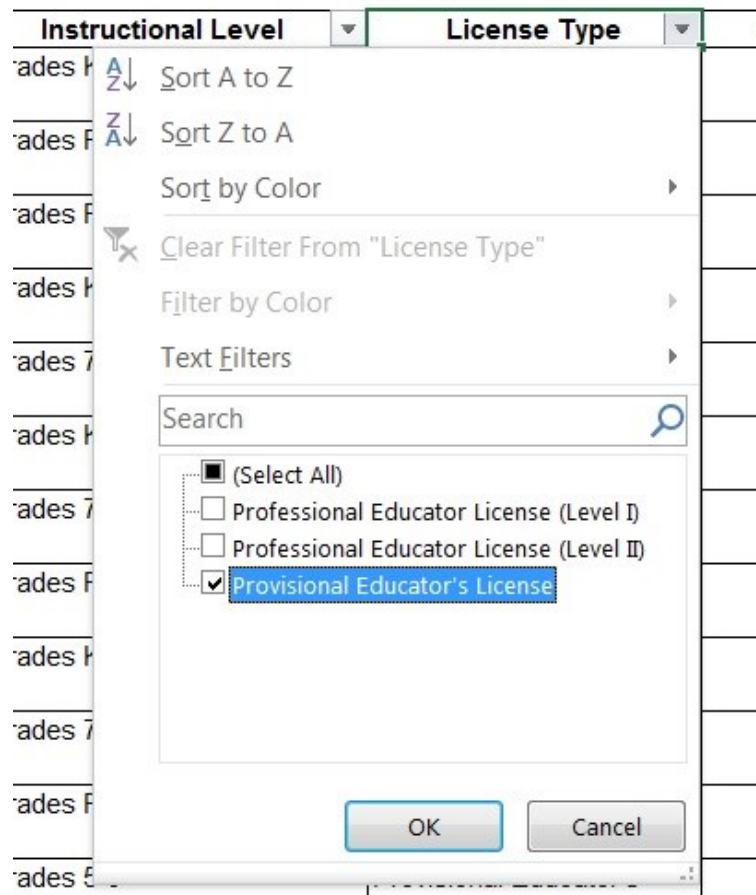 Instructional Level License Type
Sort A to Z
Sort Z to A
Sort by Color
Clear Filter From "License Type"
Filter by Color
Text Filters
Search
(Select All)
Professional Educator License (Level I)
Professional Educator License (Level II)
Provisional Educator's License
OK Cancel